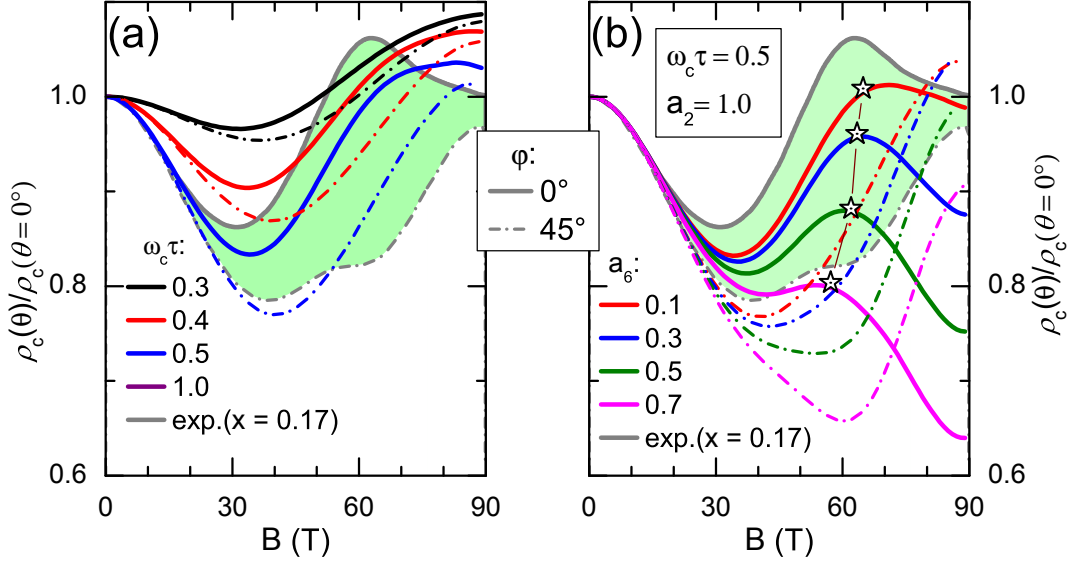 (a)
1.0
0.8
0.6
ρc(θ)/ρc(θ = 0°)
ωcτ:
0.3
0.4
0.5
1.0
exp.(x = 0.17)
0
30
60
90
B (T)
φ:
0°
45°
(b)
ωcτ = 0.5
a2 = 1.0
a6:
0.1
0.3
0.5
0.7
exp.(x = 0.17)
0
30
60
90
B (T)
1.0
0.8
0.6
ρc(θ)/ρc(θ = 0°)